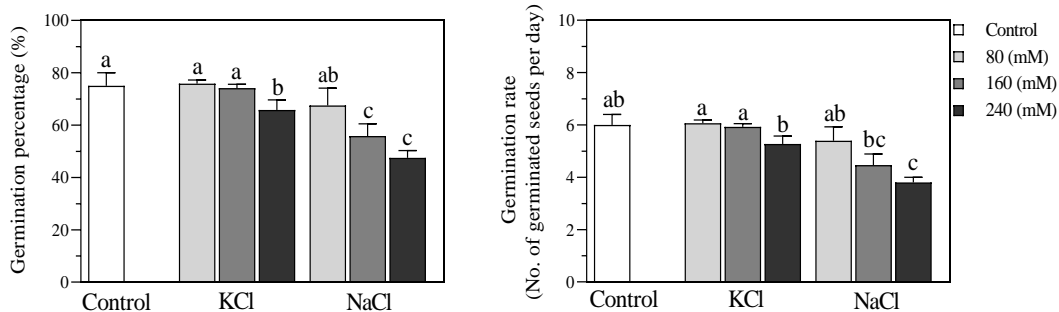 Germination percentage (%)
100
80
60
40
20
0
a
a
a
b
ab
c
c
Control
KCl
NaCl
Germination rate
(No. of germinated seeds per day)
10
8
6
4
2
0
ab
a
a
b
ab
bc
c
Control
KCl
NaCl
Control
80 (mM)
160 (mM)
240 (mM)